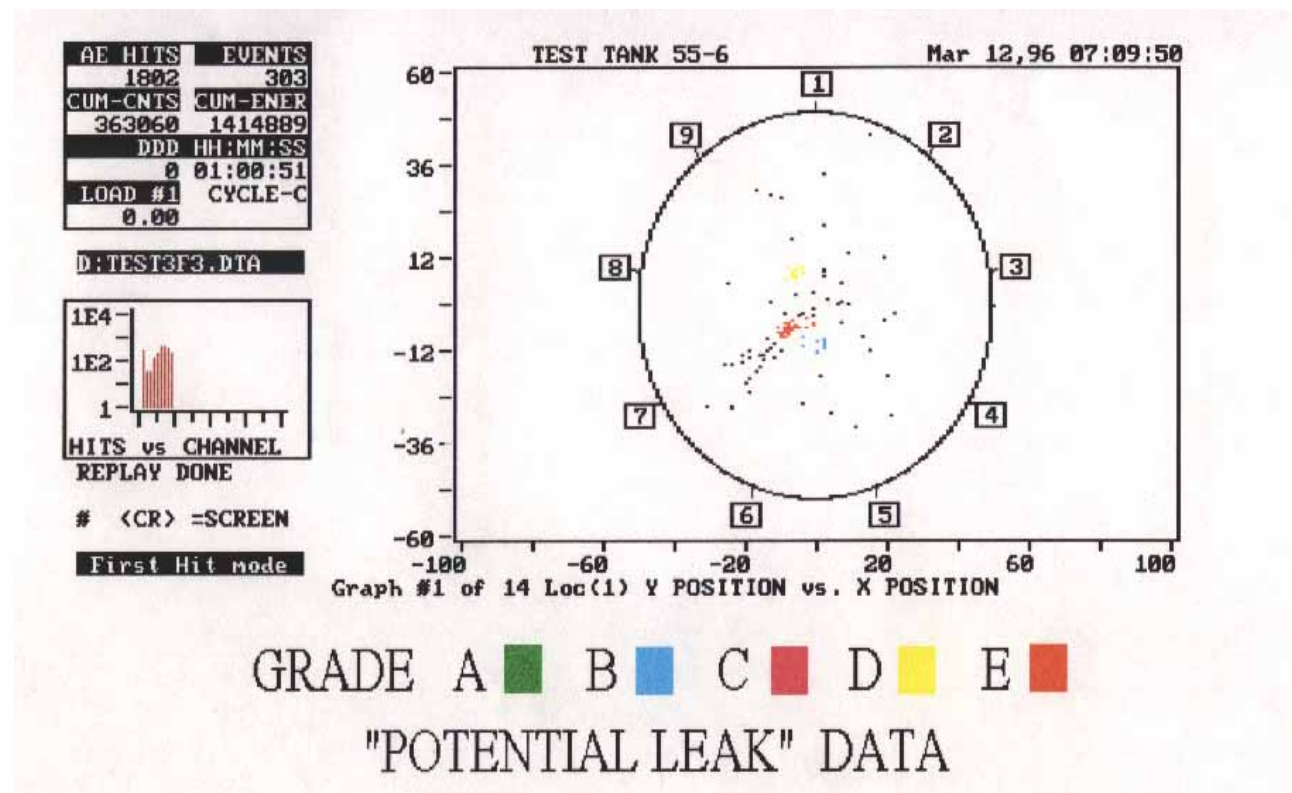 AE HITS EVENTS
1802 303
CUM-CNTS CUM-ENER
363060 1414889
DDD HH:MM:SS
0 01:00:51
LOAD #1 CYCLE-C
0.00
D:TEST3F3.DTA
1E4
1E2
1
HITS vs CHANNEL
REPLAY DONE
# <CR> =SCREEN
First Hit mode
TEST TANK 55-6 Mar 12,96 07:09:50
60
36
12
-12
-36
-60
1
2
3
4
5
6
7
8
9
-100 -60 -20 20 60 100
Graph #1 of 14 Loc(1) Y POSITION vs. X POSITION
GRADE A B C D E
"POTENTIAL LEAK" DATA